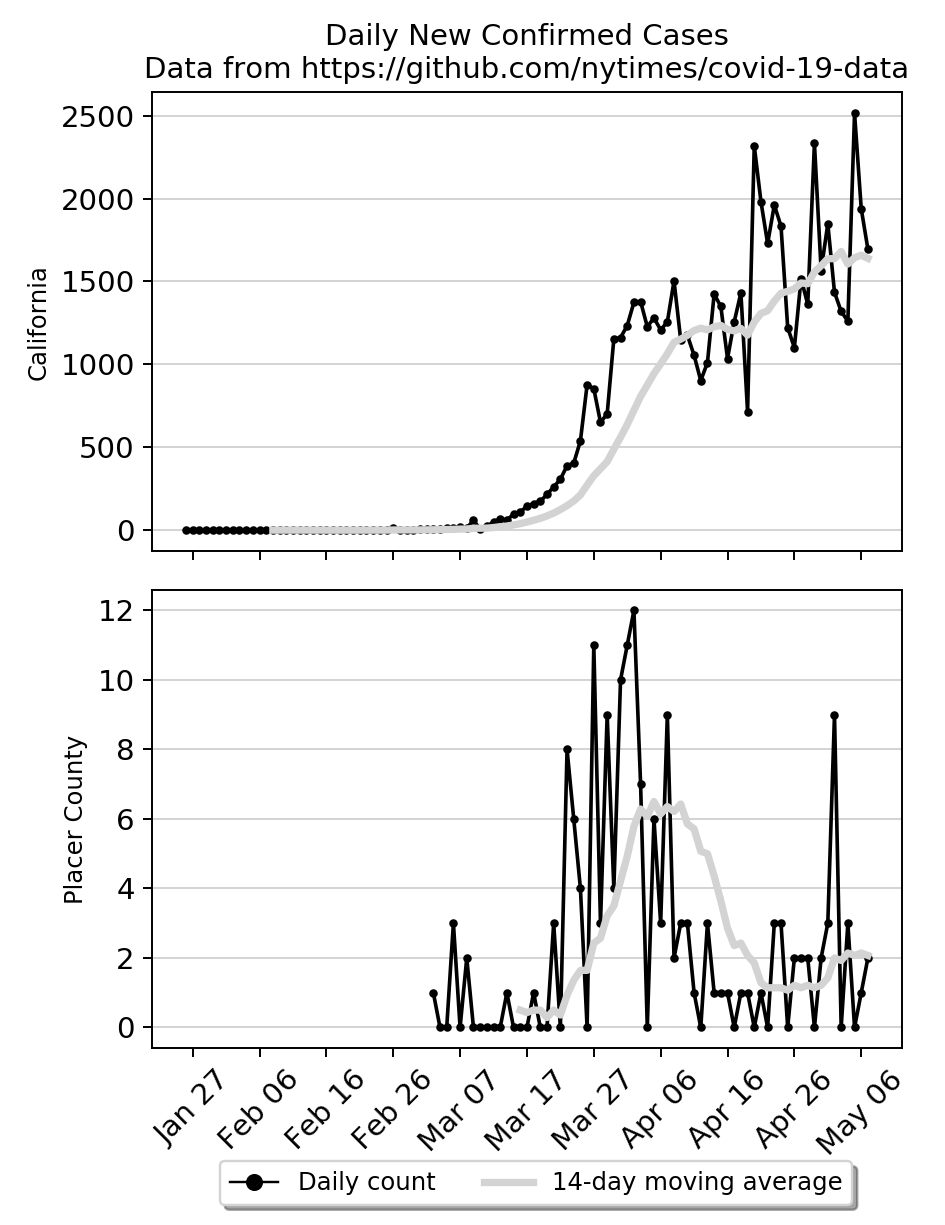 Daily New Confirmed Cases
Data from https://github.com/nytimes/covid-19-data
2500
2000
1500
1000
500
0
California
12
10
8
6
4
2
0
Placer County
Jan 27
Feb 06
Feb 16
Feb 26
Mar 07
Mar 17
Mar 27
Apr 06
Apr 16
Apr 26
May 06
Daily count
14-day moving average